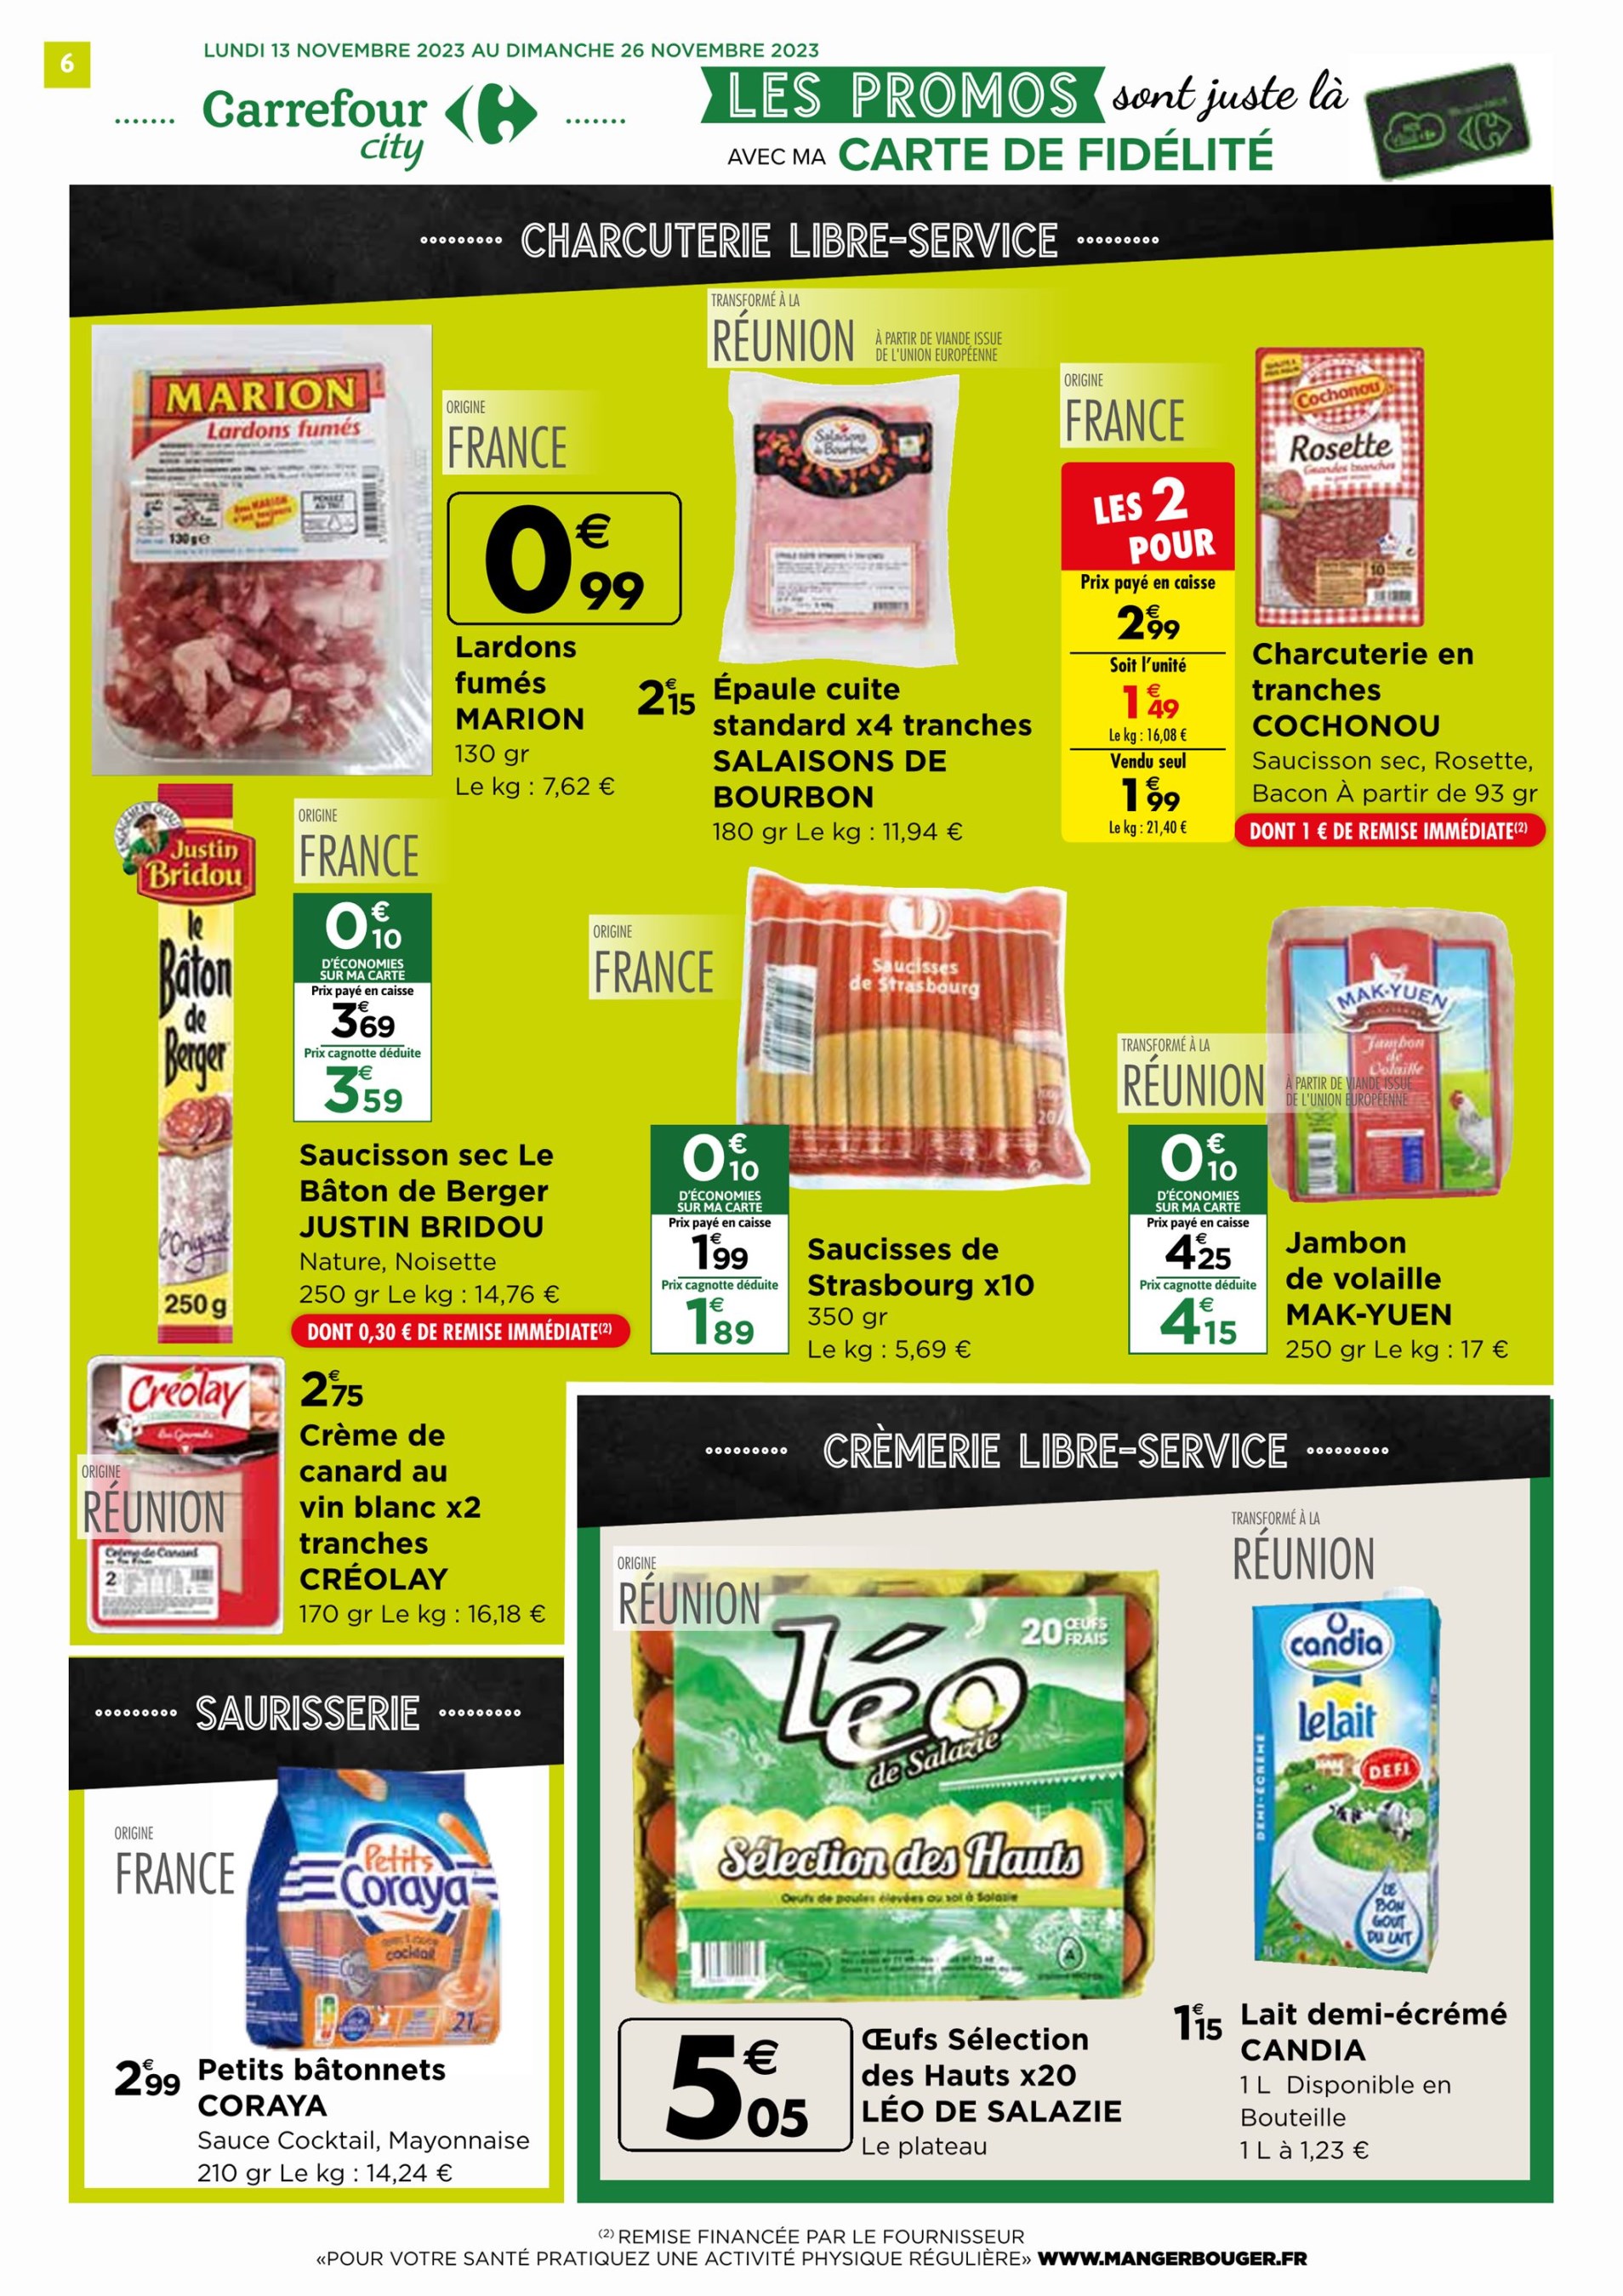 6
LUNDI 13 NOVEMBRE 2023 AU DIMANCHE 26 NOVEMBRE 2023
Carrefour
city
LES PROMOS sont juste là
AVEC MA CARTE DE FIDÉLITÉ
CHARCUTERIE LIBRE-SERVICE
MARION
Lardons fumés
130 g e
ORIGINE
FRANCE
0€99
Lardons
fumés
MARION
130 gr
Le kg : 7,62 €
TRANSFORMÉ À LA
RÉUNION
À PARTIR DE VIANDE ISSUE
DE L'UNION EUROPÉENNE
Salaisons
de Bourbon
2€15
Épaule cuite
standard x4 tranches
SALAISONS DE
BOURBON
180 gr Le kg : 11,94 €
ORIGINE
FRANCE
LES 2
POUR
Prix payé en caisse
2€99
Soit l'unité
1€49
Le kg : 16,08 €
Vendu seul
1€99
Le kg : 21,40 €
Cochonou
Rosette
Grandes tranches
10
Charcuterie en
tranches
COCHONOU
Saucisson sec, Rosette,
Bacon À partir de 93 gr
DONT 1 € DE REMISE IMMÉDIATE(2)
Justin
Bridou
le
Bâton
de
Berger
l'Original
250 g
ORIGINE
FRANCE
0€10
D'ÉCONOMIES
SUR MA CARTE
Prix payé en caisse
3€69
Prix cagnotte déduite
3€59
Saucisson sec Le
Bâton de Berger
JUSTIN BRIDOU
Nature, Noisette
250 gr Le kg : 14,76 €
DONT 0,30 € DE REMISE IMMÉDIATE(2)
ORIGINE
FRANCE
Saucisses
de Strasbourg
0€10
D'ÉCONOMIES
SUR MA CARTE
Prix payé en caisse
1€99
Prix cagnotte déduite
1€89
Saucisses de
Strasbourg x10
350 gr
Le kg : 5,69 €
TRANSFORMÉ À LA
RÉUNION
À PARTIR DE VIANDE ISSUE
DE L'UNION EUROPÉENNE
MAK-YUEN
Jambon
de
Volaille
0€10
D'ÉCONOMIES
SUR MA CARTE
Prix payé en caisse
4€25
Prix cagnotte déduite
4€15
Jambon
de volaille
MAK-YUEN
250 gr Le kg : 17 €
Créolay
Les Gourmets
ORIGINE
RÉUNION
Crème de Canard
2
2€75
Crème de
canard au
vin blanc x2
tranches
CRÉOLAY
170 gr Le kg : 16,18 €
SAURISSERIE
ORIGINE
FRANCE
Petits
Coraya
cocktail
21
2€99
Petits bâtonnets
CORAYA
Sauce Cocktail, Mayonnaise
210 gr Le kg : 14,24 €
CRÈMERIE LIBRE-SERVICE
ORIGINE
RÉUNION
20 ŒUFS
FRAIS
Léo
de Salazie
Sélection des Hauts
Oeufs de poules élevées au sol à Salazie
A
5€05
Œufs Sélection
des Hauts x20
LÉO DE SALAZIE
Le plateau
TRANSFORMÉ À LA
RÉUNION
candia
lelait
DEFI
DEMI-ÉCRÉMÉ
LE
BON
GOUT
DU LAIT
1€15
Lait demi-écrémé
CANDIA
1 L Disponible en
Bouteille
1 L à 1,23 €
(2) REMISE FINANCÉE PAR LE FOURNISSEUR
«POUR VOTRE SANTÉ PRATIQUEZ UNE ACTIVITÉ PHYSIQUE RÉGULIÈRE» WWW.MANGERBOUGER.FR